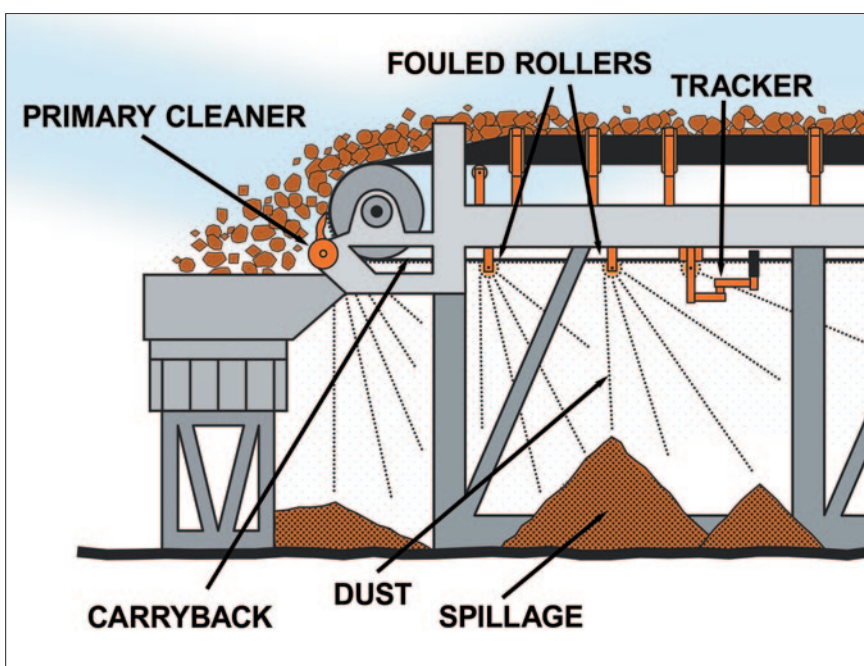 FOULED ROLLERS
TRACKER
PRIMARY CLEANER
CARRYBACK
DUST
SPILLAGE